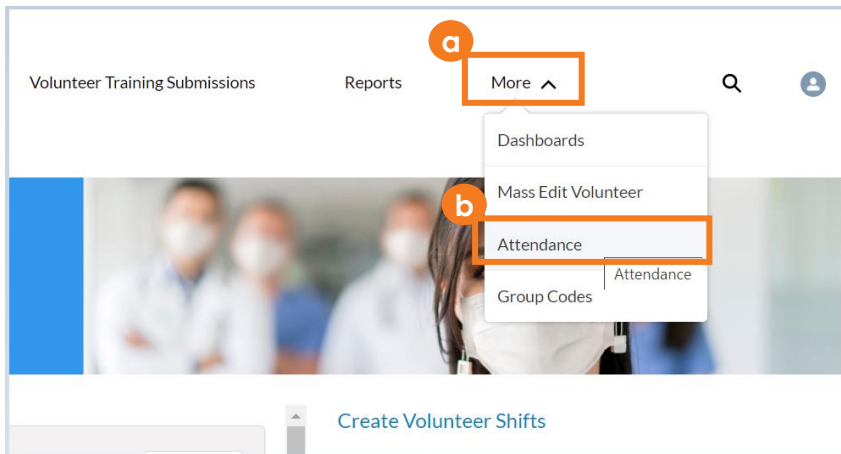 a
Volunteer Training Submissions Reports More
Dashboards
Mass Edit Volunteer
b
Attendance
Attendance
Group Codes
Create Volunteer Shifts